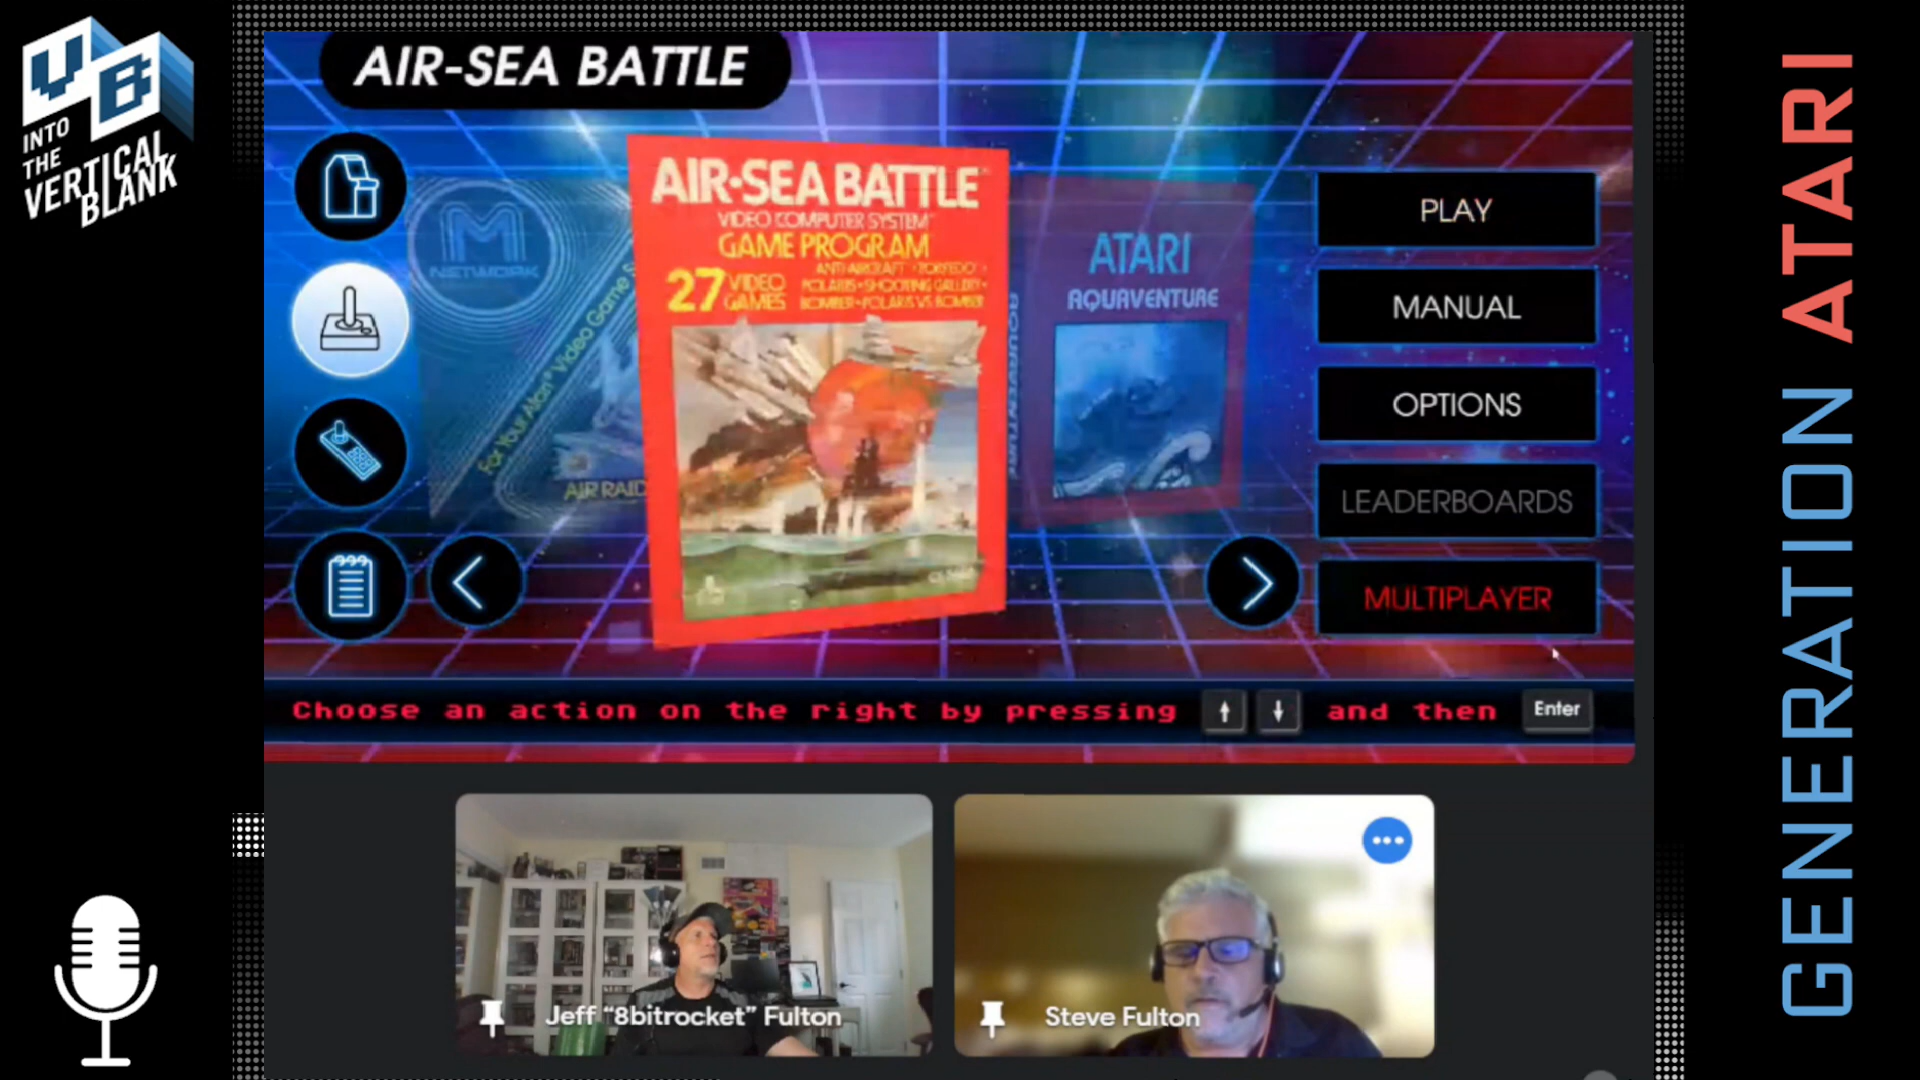 VB
INTO
THE
VERTICAL
BLANK
AIR-SEA BATTLE
M
NETWORK
For Your Atari Video Game S
AIR RAID
AIR•SEA BATTLE
VIDEO COMPUTER SYSTEM
GAME PROGRAM
27 VIDEO GAMES
ANTI-AIRCRAFT • TORPEDO •
POLARIS • SHOOTING GALLERY •
BOMBER • POLARIS VS. BOMBER
AQUAVENTURE
ATARI
AQUAVENTURE
PLAY
MANUAL
OPTIONS
LEADERBOARDS
MULTIPLAYER
Choose an action on the right by pressing ↑ ↓ and then Enter
Jeff “8bitrocket” Fulton
Steve Fulton
GENERATION ATARI